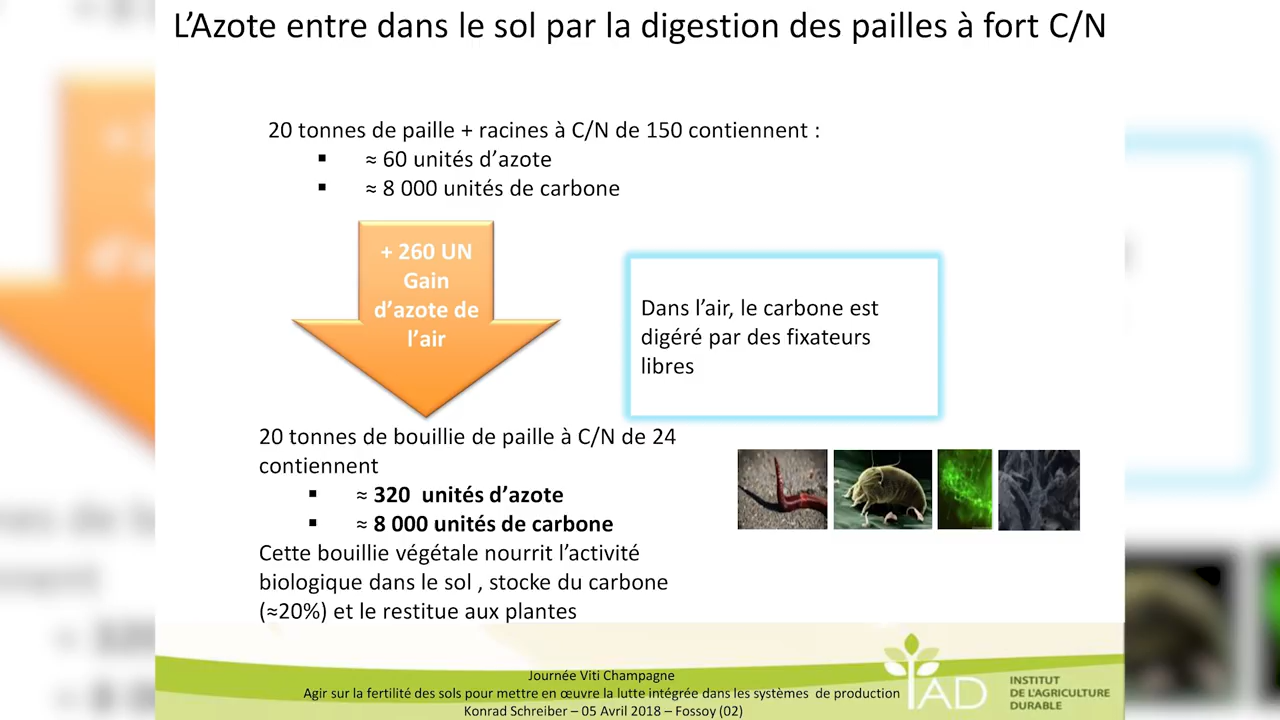 L'Azote entre dans le sol par la digestion des pailles à fort C/N
20 tonnes de paille + racines à C/N de 150 contiennent :
▪ ≈ 60 unités d'azote
▪ ≈ 8 000 unités de carbone
+ 260 UN
Gain
d'azote de
l'air
Dans l'air, le carbone est
digéré par des fixateurs
libres
20 tonnes de bouillie de paille à C/N de 24
contiennent
▪ ≈ 320 unités d'azote
▪ ≈ 8 000 unités de carbone
Cette bouillie végétale nourrit l'activité
biologique dans le sol , stocke du carbone
(≈20%) et le restitue aux plantes
Journée Viti Champagne
Agir sur la fertilité des sols pour mettre en œuvre la lutte intégrée dans les systèmes de production
Konrad Schreiber – 05 Avril 2018 – Fossoy (02)
IAD
INSTITUT
DE L'AGRICULTURE
DURABLE